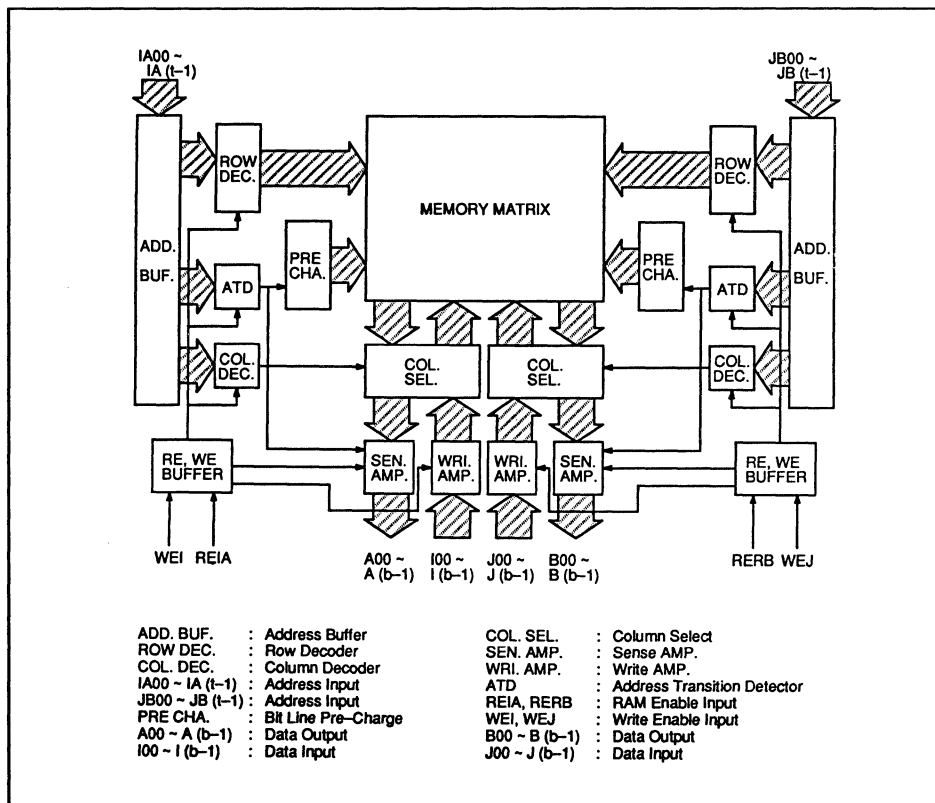 IA00 ~
IA (t–1)
JB00 ~
JB (t–1)
ROW
DEC.
MEMORY MATRIX
ROW
DEC.
ADD.
BUF.
PRE
CHA.
PRE
CHA.
ADD.
BUF.
ATD
ATD
COL.
DEC.
COL.
SEL.
COL.
SEL.
COL.
DEC.
RE, WE
BUFFER
SEN.
AMP.
WRI.
AMP.
WRI.
AMP.
SEN.
AMP.
RE, WE
BUFFER
WEI REIA
A00 ~
A (b–1)
I00 ~
I (b–1)
J00 ~
J (b–1)
B00 ~
B (b–1)
RERB WEJ
ADD. BUF. : Address Buffer
ROW DEC. : Row Decoder
COL. DEC. : Column Decoder
IA00 ~ IA (t–1) : Address Input
JB00 ~ JB (t–1) : Address Input
PRE CHA. : Bit Line Pre–Charge
A00 ~ A (b–1) : Data Output
I00 ~ I (b–1) : Data Input
COL. SEL. : Column Select
SEN. AMP. : Sense AMP.
WRI. AMP. : Write AMP.
ATD : Address Transition Detector
REIA, RERB : RAM Enable Input
WEI, WEJ : Write Enable Input
B00 ~ B (b–1) : Data Output
J00 ~ J (b–1) : Data Input